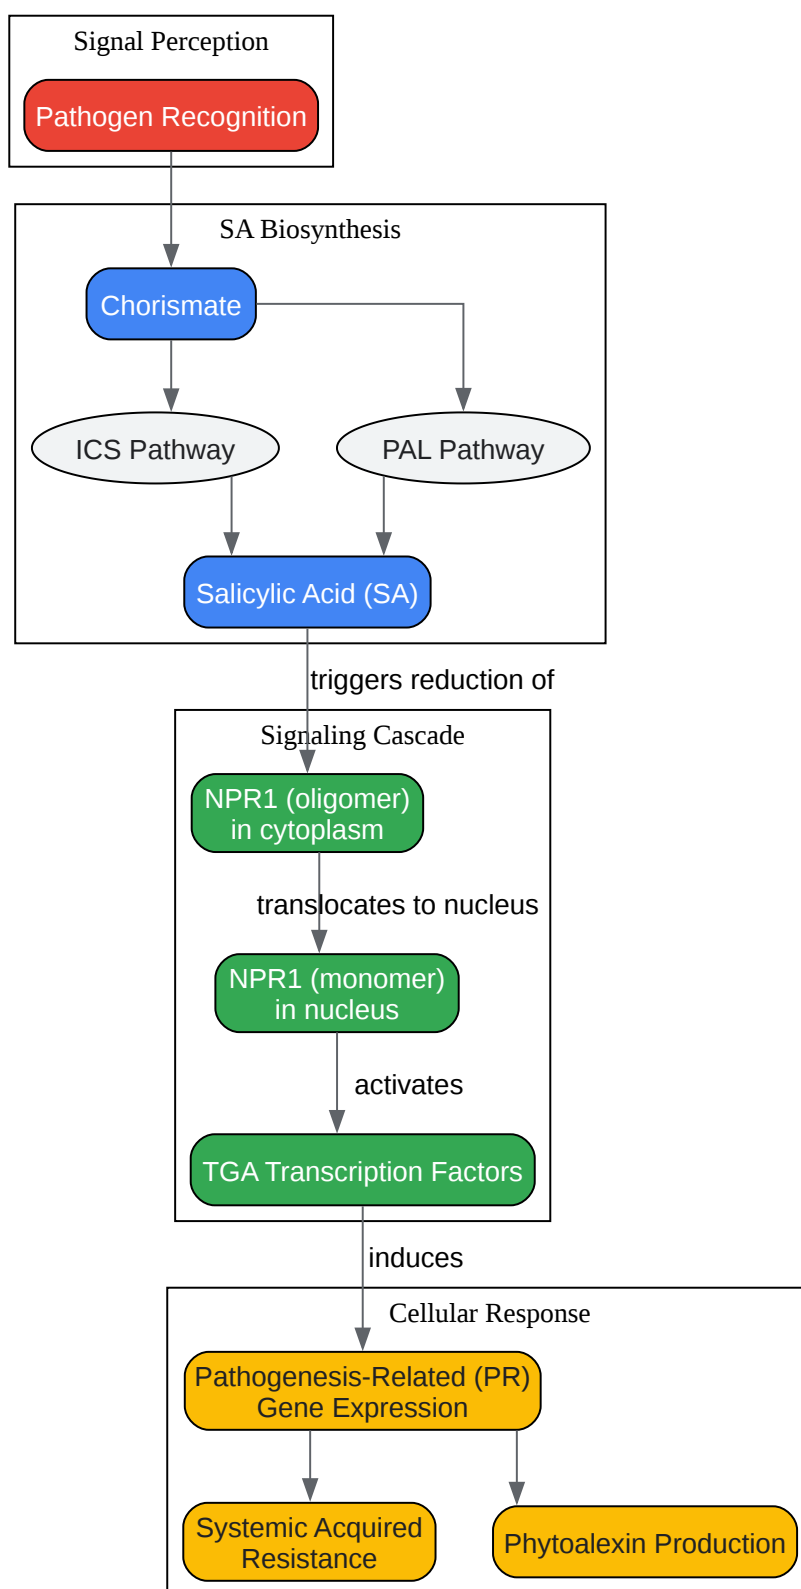 Signal Perception
Pathogen Recognition
SA Biosynthesis
Chorismate
ICS Pathway
PAL Pathway
Salicylic Acid (SA)
triggers reduction of
Signaling Cascade
NPR1 (oligomer)
in cytoplasm
translocates to nucleus
NPR1 (monomer)
in nucleus
activates
TGA Transcription Factors
induces
Cellular Response
Pathogenesis-Related (PR)
Gene Expression
Systemic Acquired
Resistance
Phytoalexin Production